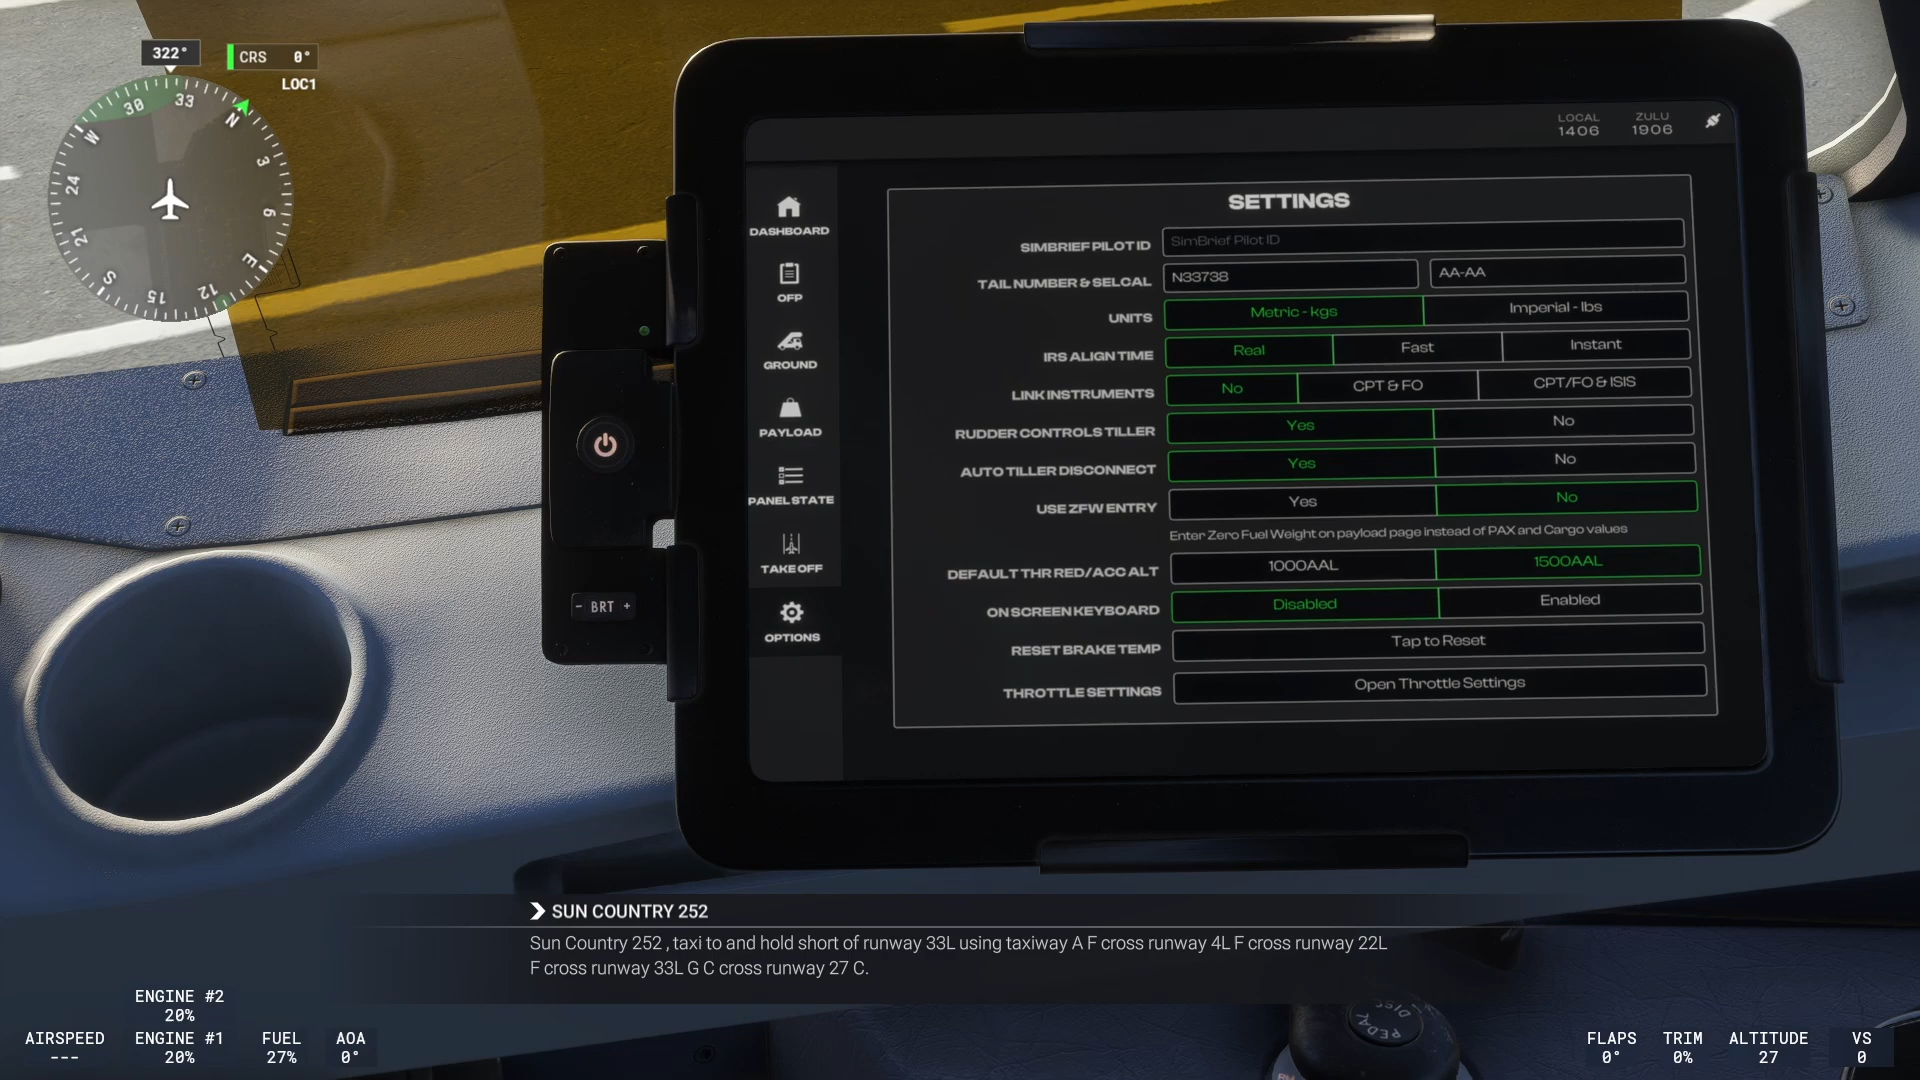 322°
CRS 0°
LOC1
30 33 N 3 6 E 12 15 S 21 24 W
LOCAL
1406
ZULU
1906
DASHBOARD
OFP
GROUND
PAYLOAD
PANEL STATE
TAKE OFF
OPTIONS
SETTINGS
SIMBRIEF PILOT ID SimBrief Pilot ID
TAIL NUMBER & SELCAL N33738 AA-AA
UNITS Metric - kgs Imperial - lbs
IRS ALIGN TIME Real Fast Instant
LINK INSTRUMENTS No CPT & FO CPT/FO & ISIS
RUDDER CONTROLS TILLER Yes No
AUTO TILLER DISCONNECT Yes No
USE ZFW ENTRY Yes No
Enter Zero Fuel Weight on payload page instead of PAX and Cargo values
DEFAULT THR RED/ACC ALT 1000AAL 1500AAL
ON SCREEN KEYBOARD Disabled Enabled
RESET BRAKE TEMP Tap to Reset
THROTTLE SETTINGS Open Throttle Settings
- BRT +
SUN COUNTRY 252
Sun Country 252 , taxi to and hold short of runway 33L using taxiway A F cross runway 4L F cross runway 22L
F cross runway 33L G C cross runway 27 C.
PEDAL
DISC
ENGINE #2
20%
AIRSPEED
---
ENGINE #1
20%
FUEL
27%
AOA
0°
FLAPS
0°
TRIM
0%
ALTITUDE
27
VS
0